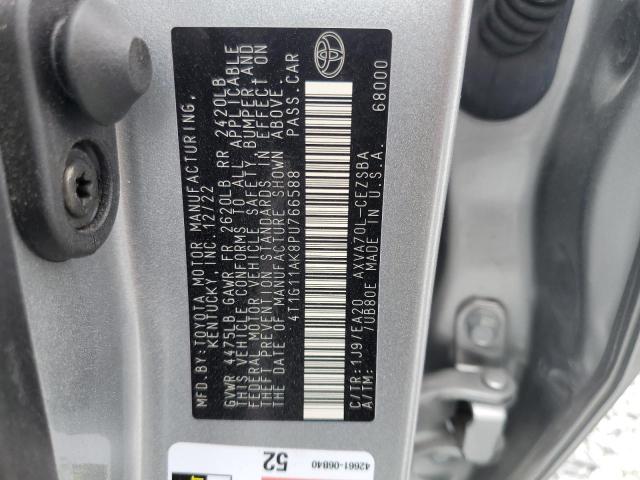 MFD.BY:TOYOTA MOTOR MANUFACTURING,
KENTUCKY, INC. 12/22
GVWR 4475LB GAWR FR 2620LB RR 2420LB
THIS VEHICLE CONFORMS TO ALL APPLICABLE
FEDERAL MOTOR VEHICLE SAFETY, BUMPER AND
THEFT PREVENTION STANDARDS IN EFFECT ON
THE DATE OF MANUFACTURE SHOWN ABOVE.
4T1G11AK8PU766588 PASS.CAR
C/TR:1J9/EA20 AXVA70L-CEZSBA 68000
A/TM: /UB80E MADE IN U.S.A.
52
42661-06B40